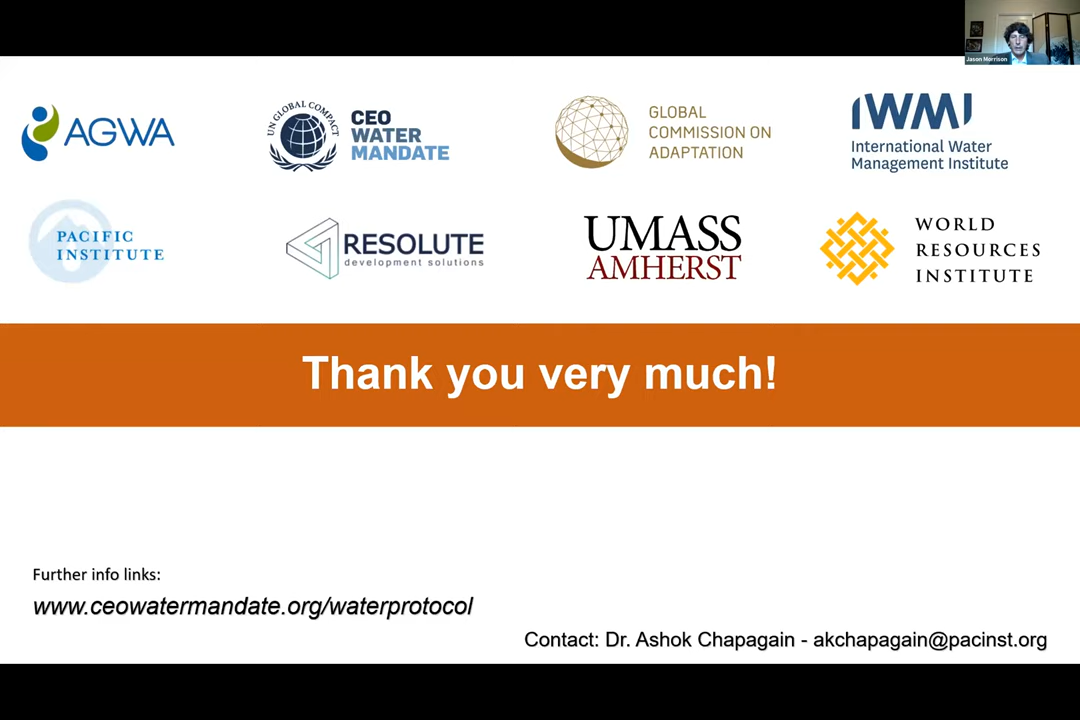 Jason Morrison
AGWA
UN GLOBAL COMPACT
CEO
WATER
MANDATE
GLOBAL
COMMISSION ON
ADAPTATION
IWMI
International Water
Management Institute
PACIFIC
INSTITUTE
RESOLUTE
development solutions
UMASS
AMHERST
WORLD
RESOURCES
INSTITUTE
Thank you very much!
Further info links:
www.ceowatermandate.org/waterprotocol
Contact: Dr. Ashok Chapagain - akchapagain@pacinst.org